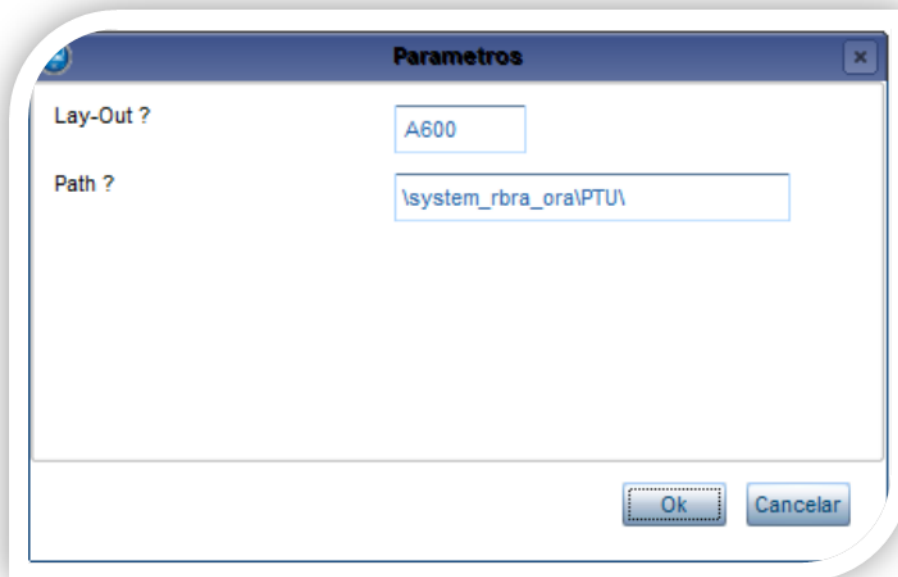 Parametros
Lay-Out ?
A600
Path ?
\system_rbra_ora\PTU\
Ok
Cancelar